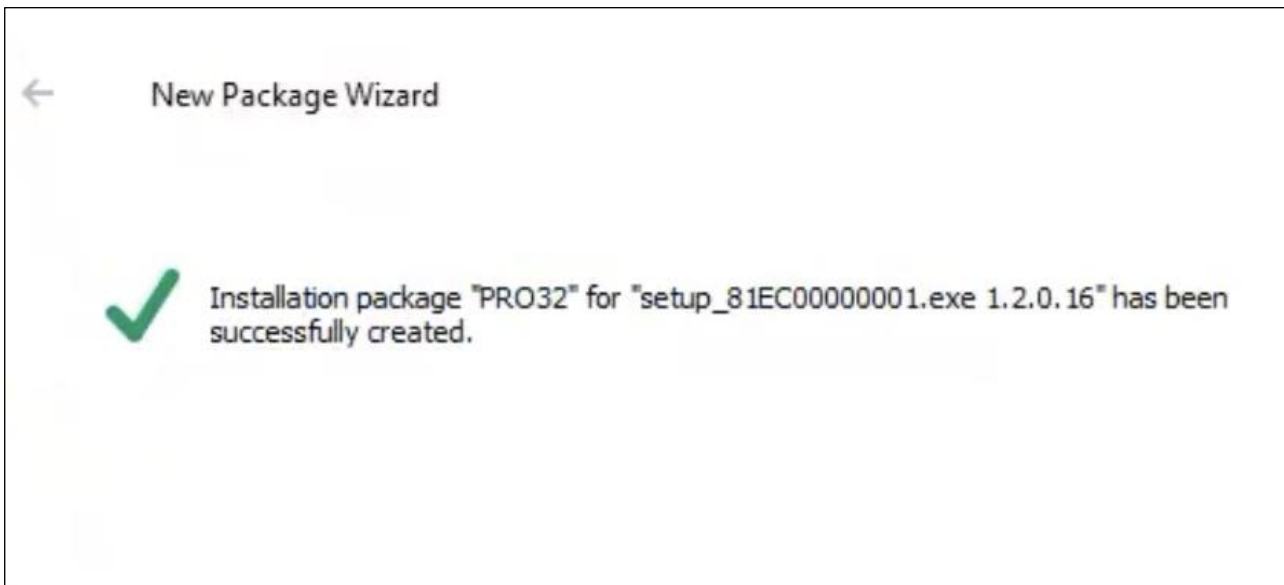 New Package Wizard
Installation package "PRO32" for "setup_81EC00000001.exe 1.2.0.16" has been
successfully created.